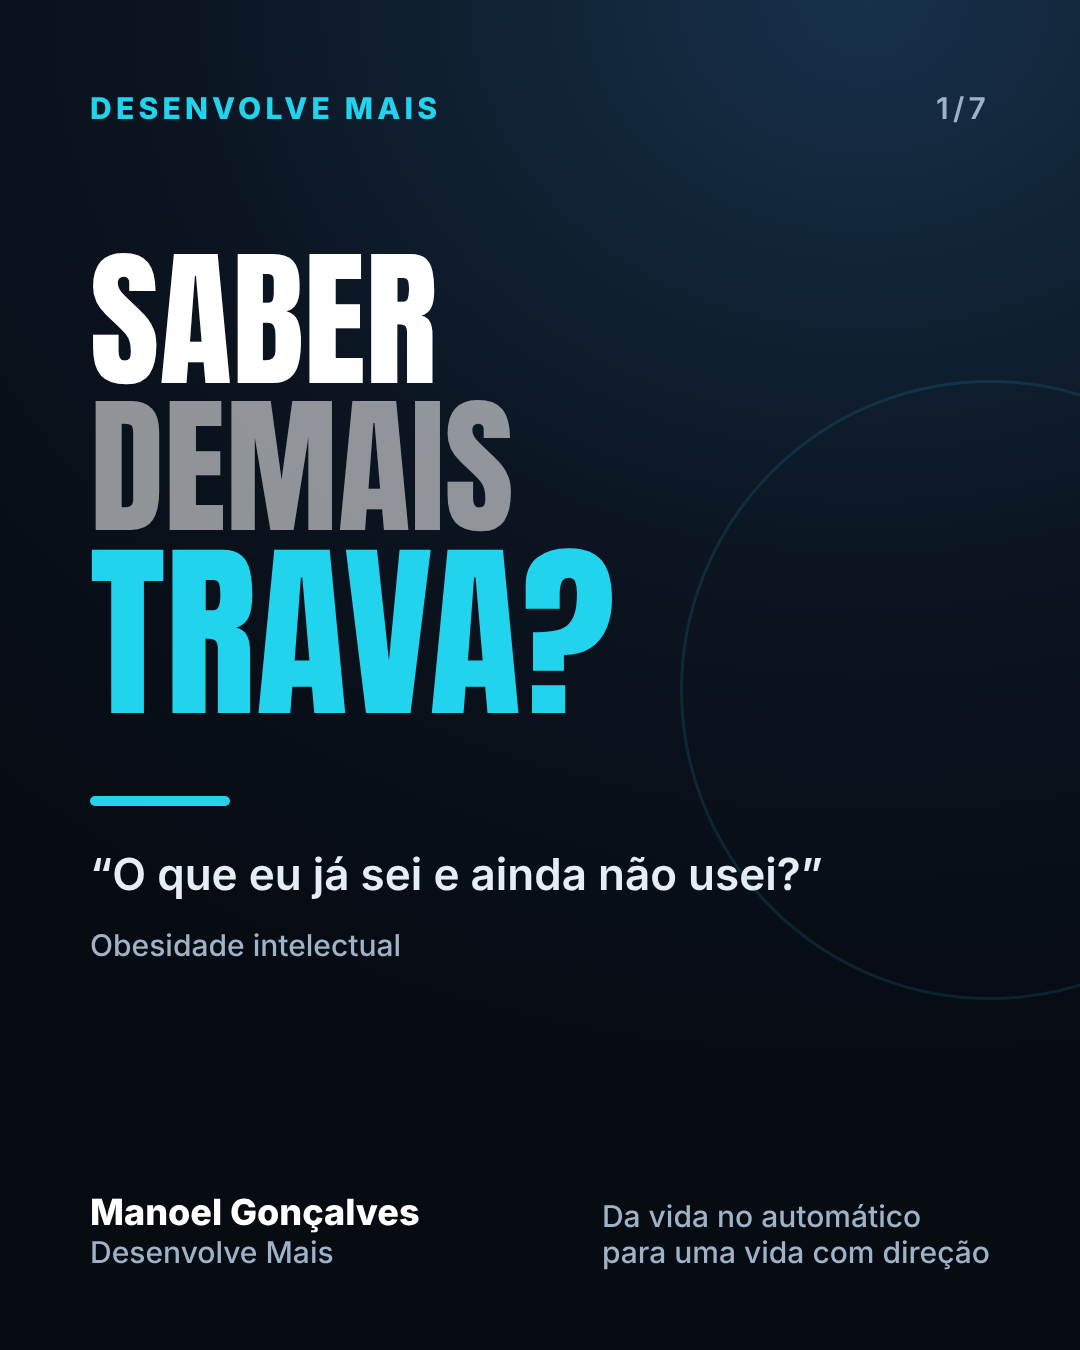 DESENVOLVE MAIS
1/7
SABER
DEMAIS
TRAVA?
“O que eu já sei e ainda não usei?”
Obesidade intelectual
Manoel Gonçalves
Desenvolve Mais
Da vida no automático
para uma vida com direção